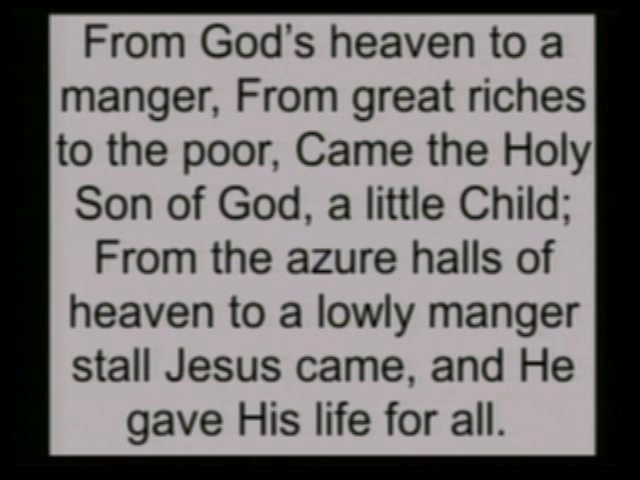 From God's heaven to a
manger, From great riches
to the poor, Came the Holy
Son of God, a little Child;
From the azure halls of
heaven to a lowly manger
stall Jesus came, and He
gave His life for all.